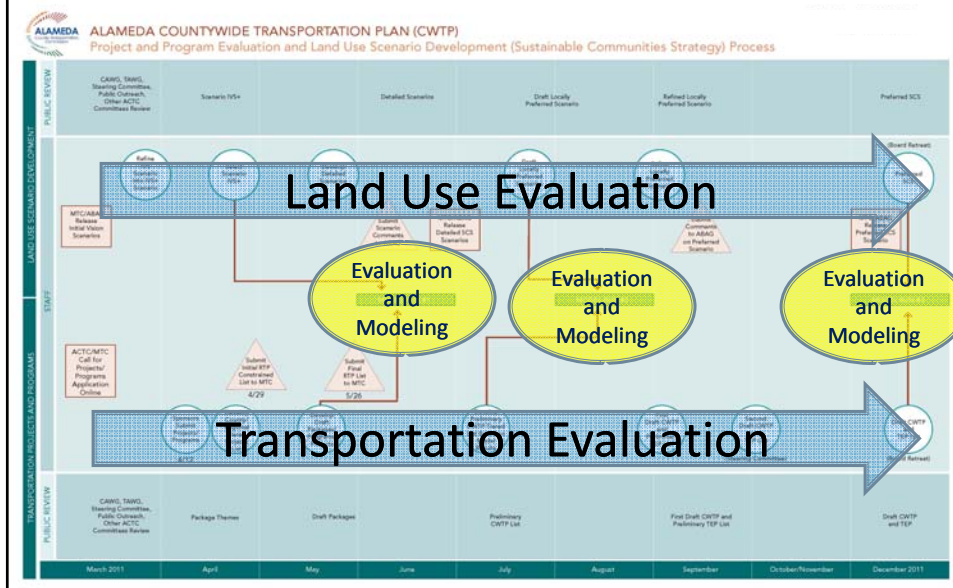 ALAMEDA
ALAMEDA COUNTYWIDE TRANSPORTATION PLAN (CWTP)
Project and Program Evaluation and Land Use Scenario Development (Sustainable Communities Strategy) Process
PUBLIC REVIEW
CAWG, TAWG,
Steering Committee,
Public Outreach,
Other ACTC
Committees Review
Scenario IVS+
Detailed Scenarios
Draft Locally
Preferred Scenario
Refined Locally
Preferred Scenario
Preferred SCS
LAND USE SCENARIO DEVELOPMENT
(Board Retreat)
Refine
Scenario
Land Use Evaluation
MTC/ABAG
Release
Initial Vision
Scenarios
Submit
Scenario
Comments
Release
Detailed SCS
Scenarios
Comments
to ABAG
on Preferred
Scenario
Scenario
Evaluation
and
Modeling
Evaluation
and
Modeling
Evaluation
and
Modeling
STAFF
ACTC/MTC
Call for
Projects/
Programs
Application
Online
Submit
Initial RTP
Constrained
List to MTC
4/29
Submit
Final
RTP List
to MTC
5/26
TRANSPORTATION PROJECTS AND PROGRAMS
Transportation Evaluation
4/12
(Board Retreat)
PUBLIC REVIEW
CAWG, TAWG,
Steering Committee,
Public Outreach,
Other ACTC
Committees Review
Package Themes
Draft Packages
Preliminary
CWTP List
First Draft CWTP and
Preliminary TEP List
Draft CWTP
and TEP
March 2011
April
May
June
July
August
September
October/November
December 2011